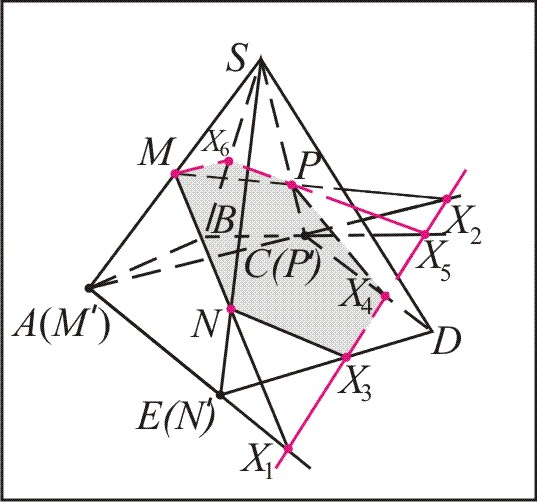 S
M X₆ P
B X₂
C(P') X₅
X₄
A(M') N D
X₃
E(N')
X₁